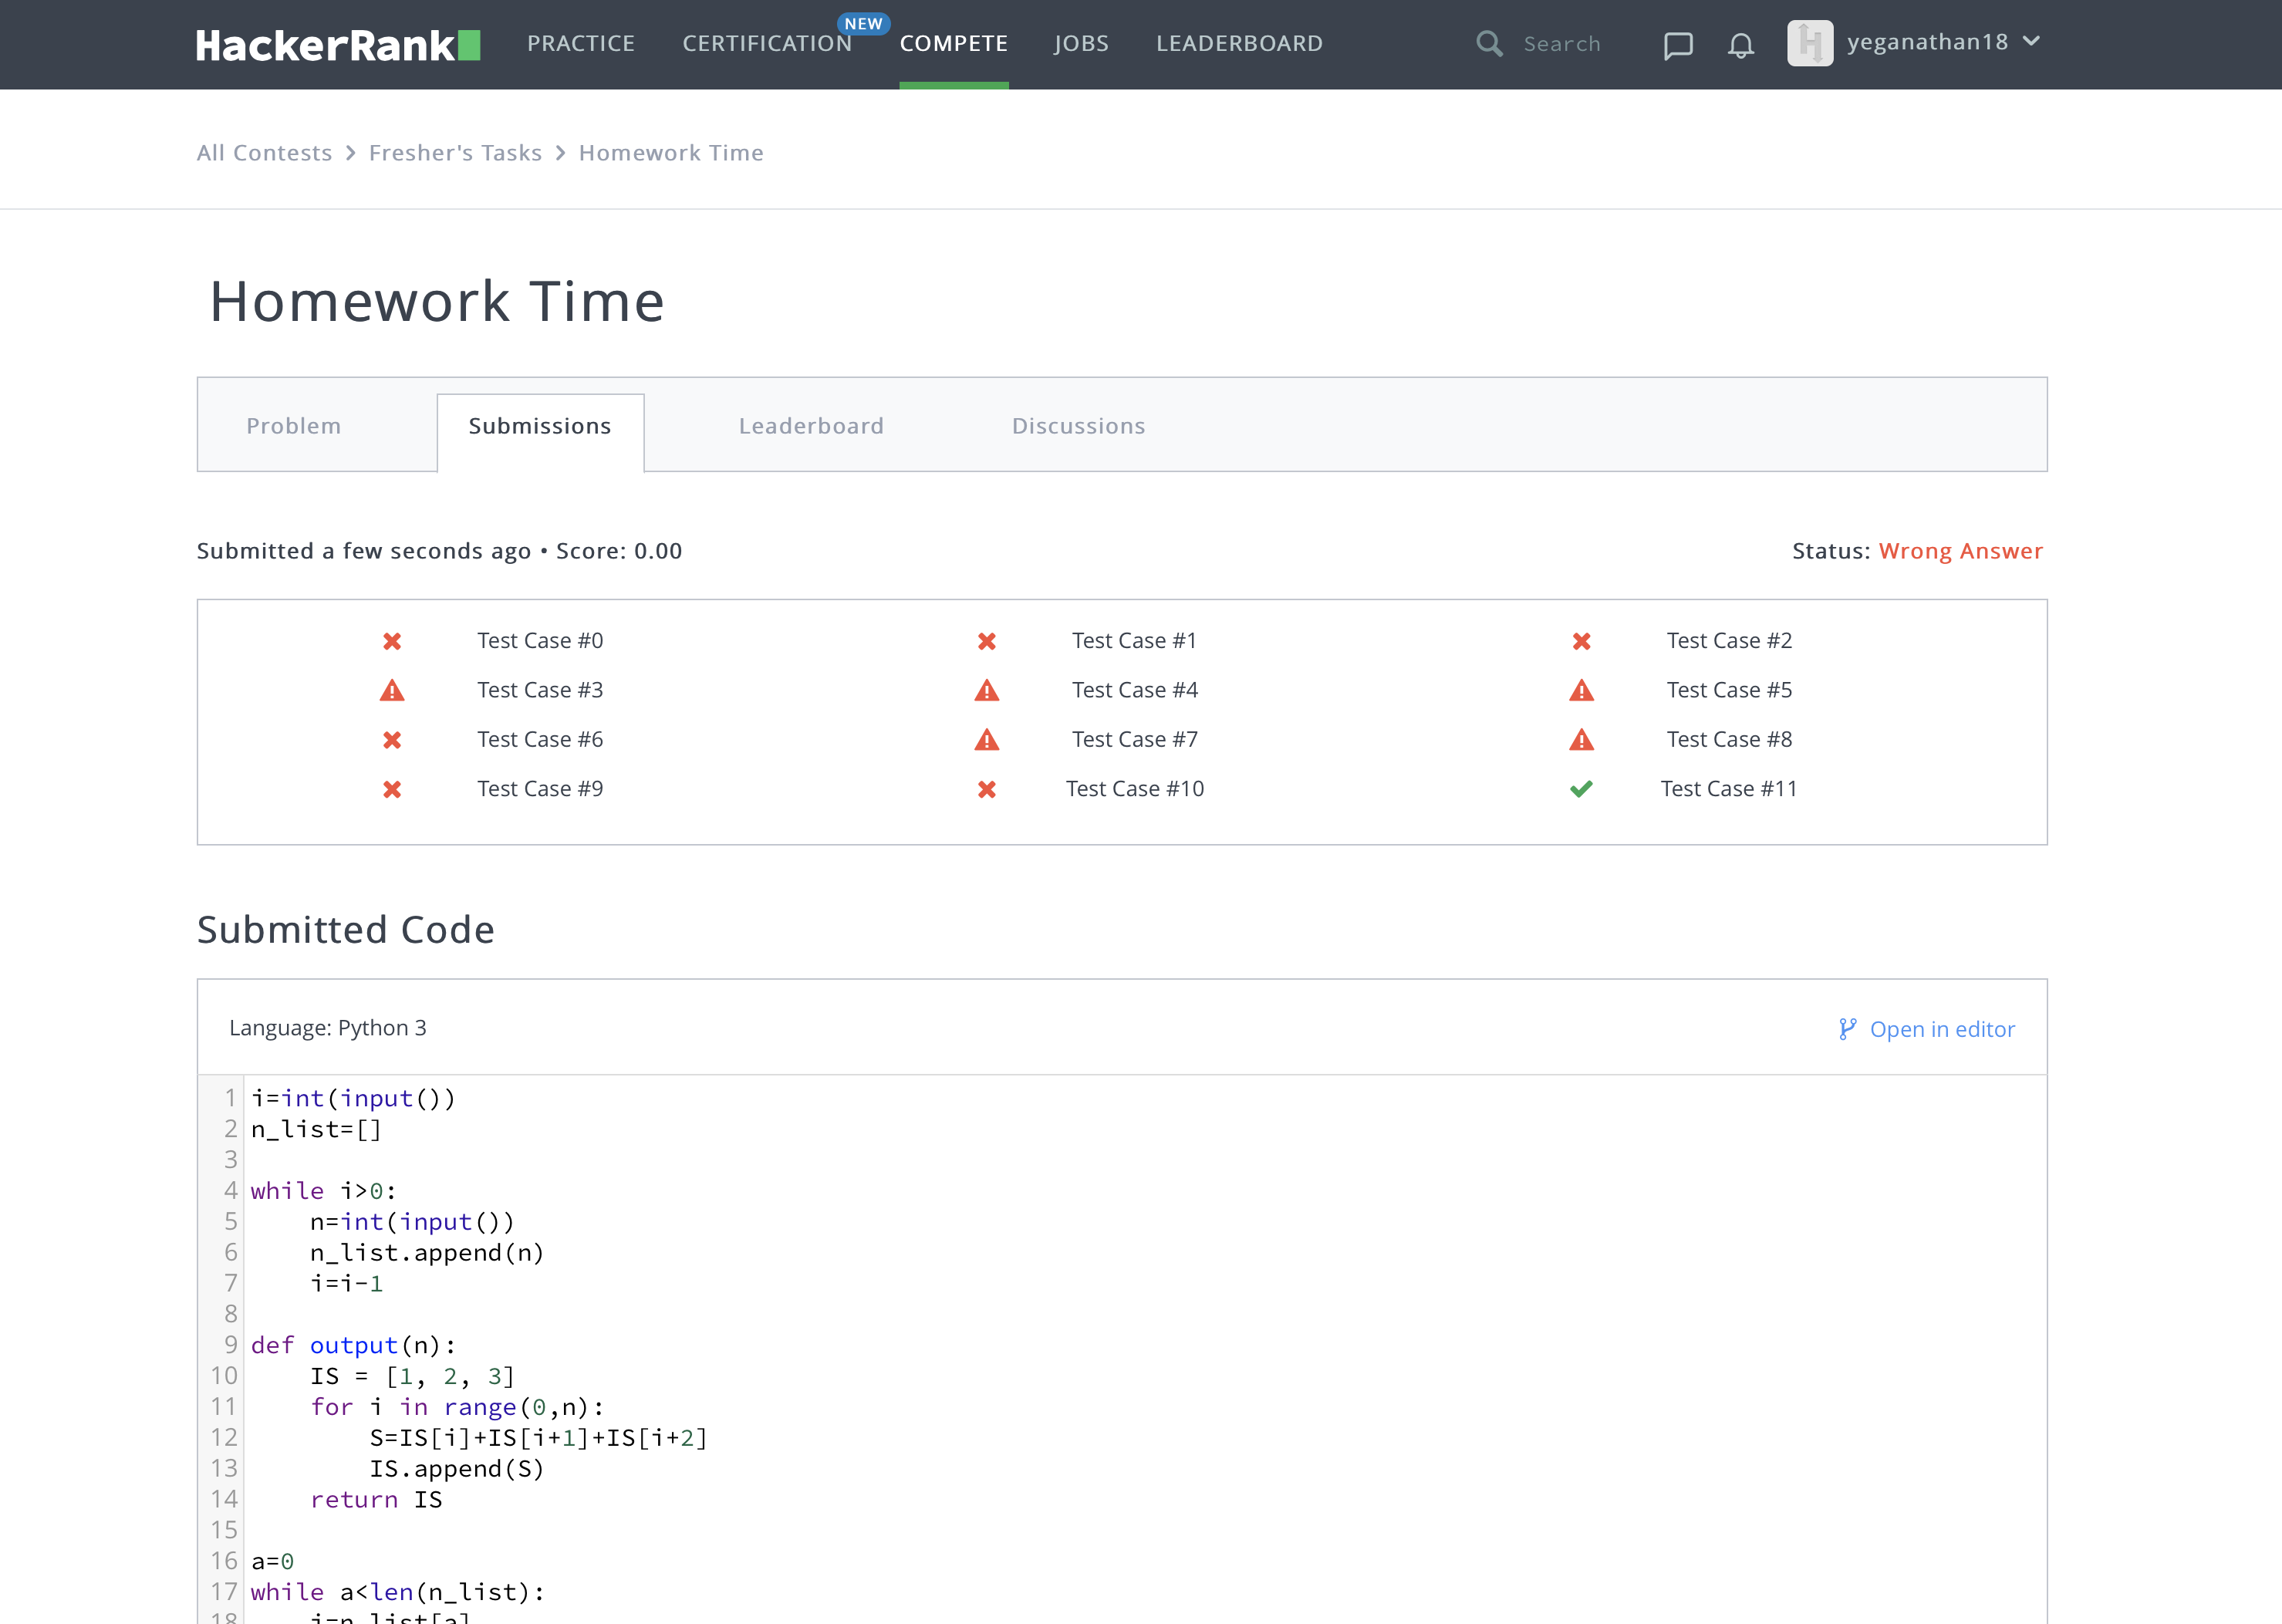 HackerRank PRACTICE CERTIFICATION NEW COMPETE JOBS LEADERBOARD Search yeganathan18
All Contests > Fresher's Tasks > Homework Time
Homework Time
Problem Submissions Leaderboard Discussions
Submitted a few seconds ago • Score: 0.00 Status: Wrong Answer
Test Case #0 Test Case #1 Test Case #2
Test Case #3 Test Case #4 Test Case #5
Test Case #6 Test Case #7 Test Case #8
Test Case #9 Test Case #10 Test Case #11
Submitted Code
Language: Python 3 Open in editor
1 i=int(input())
2 n_list=[]
3
4 while i>0:
5     n=int(input())
6     n_list.append(n)
7     i=i-1
8
9 def output(n):
10     IS = [1, 2, 3]
11     for i in range(0,n):
12         S=IS[i]+IS[i+1]+IS[i+2]
13         IS.append(S)
14     return IS
15
16 a=0
17 while a<len(n_list):
18     i=n_list[a]